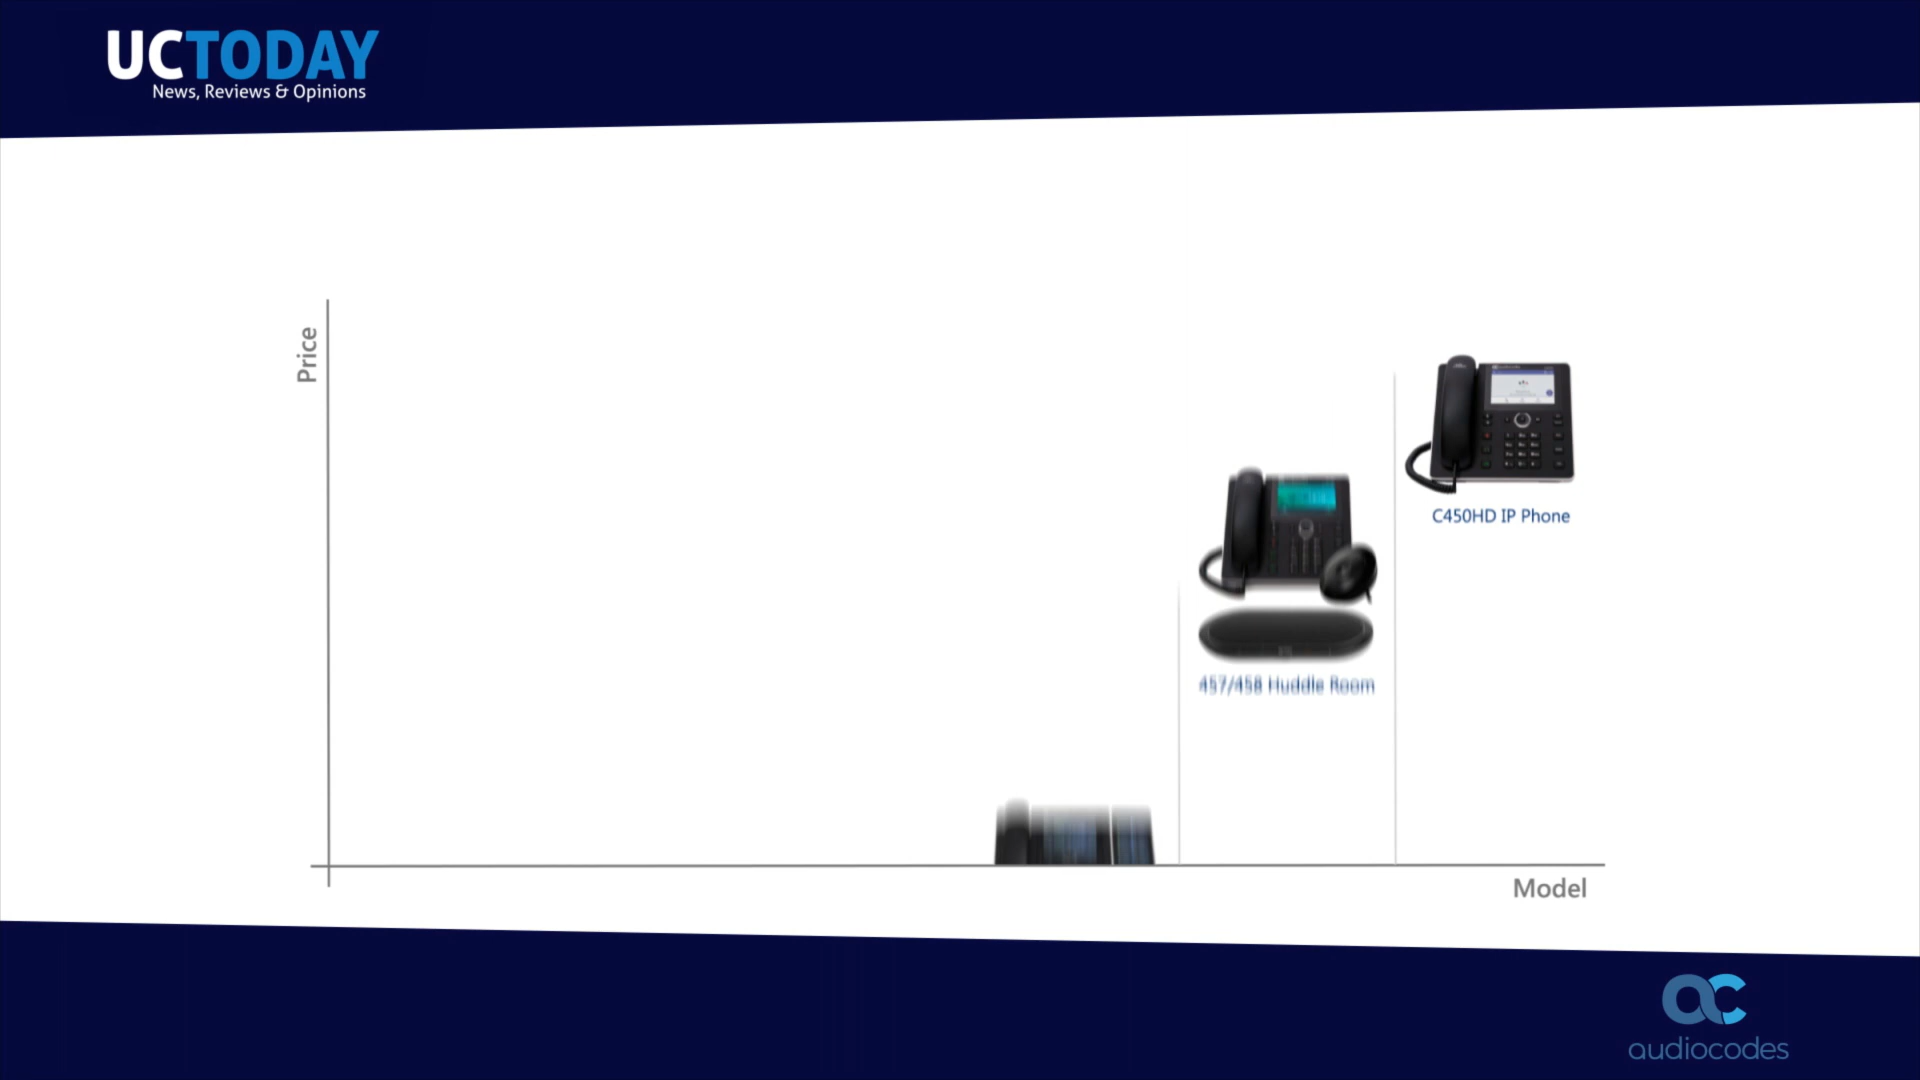 UCTODAY
News, Reviews & Opinions
Price
C450HD IP Phone
457/458 Huddle Room
Model
audiocodes